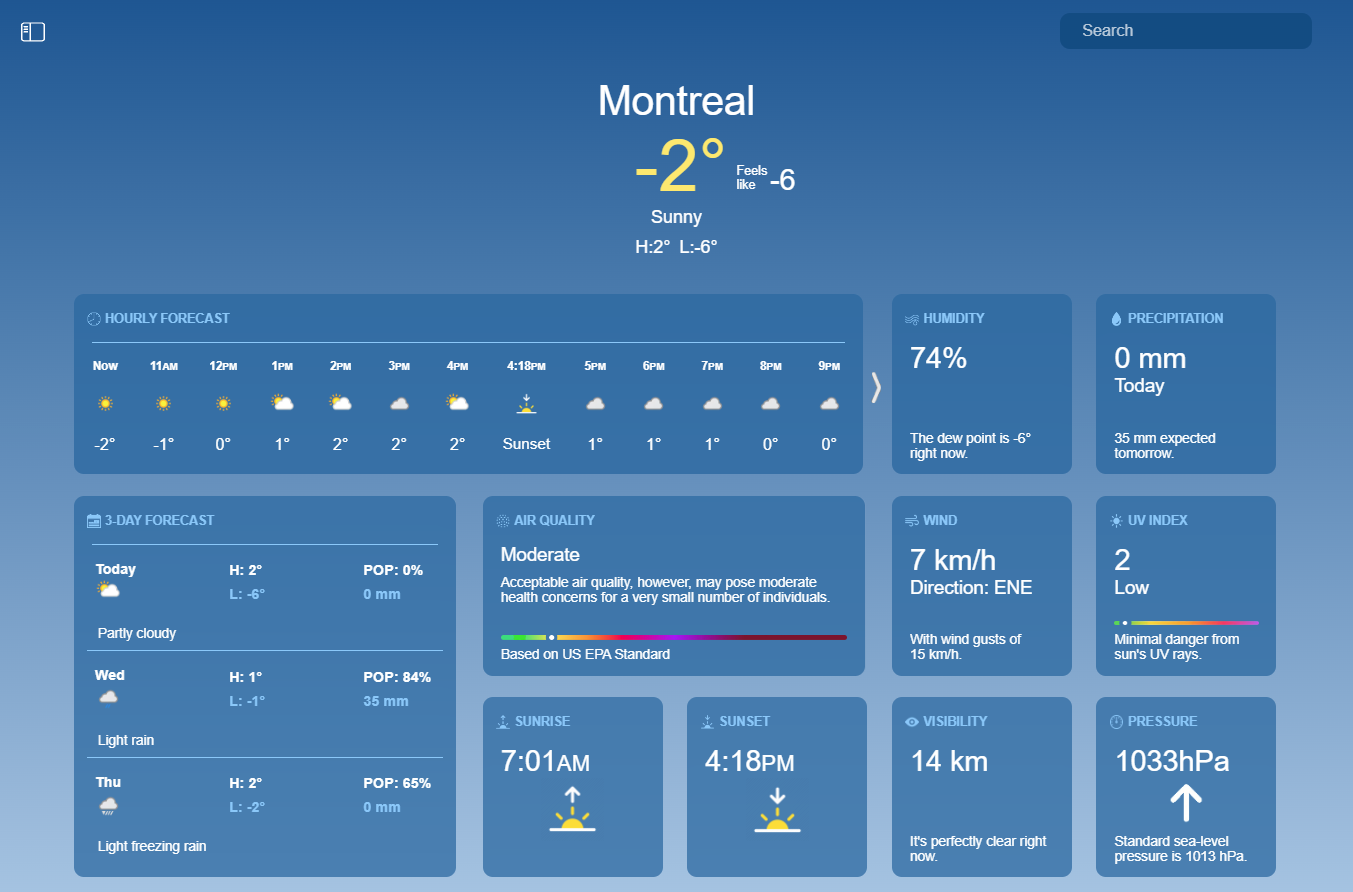 Search
Montreal
-2°
Feels
like -6
Sunny
H:2° L:-6°
HOURLY FORECAST
Now 11AM 12PM 1PM 2PM 3PM 4PM 4:18PM 5PM 6PM 7PM 8PM 9PM
-2° -1° 0° 1° 2° 2° 2° Sunset 1° 1° 1° 0° 0°
HUMIDITY
74%
The dew point is -6°
right now.
PRECIPITATION
0 mm
Today
35 mm expected
tomorrow.
3-DAY FORECAST
Today H: 2° POP: 0%
L: -6° 0 mm
Partly cloudy
Wed H: 1° POP: 84%
L: -1° 35 mm
Light rain
Thu H: 2° POP: 65%
L: -2° 0 mm
Light freezing rain
AIR QUALITY
Moderate
Acceptable air quality, however, may pose moderate
health concerns for a very small number of individuals.
Based on US EPA Standard
WIND
7 km/h
Direction: ENE
With wind gusts of
15 km/h.
UV INDEX
2
Low
Minimal danger from
sun's UV rays.
SUNRISE
7:01AM
SUNSET
4:18PM
VISIBILITY
14 km
It's perfectly clear right
now.
PRESSURE
1033hPa
Standard sea-level
pressure is 1013 hPa.